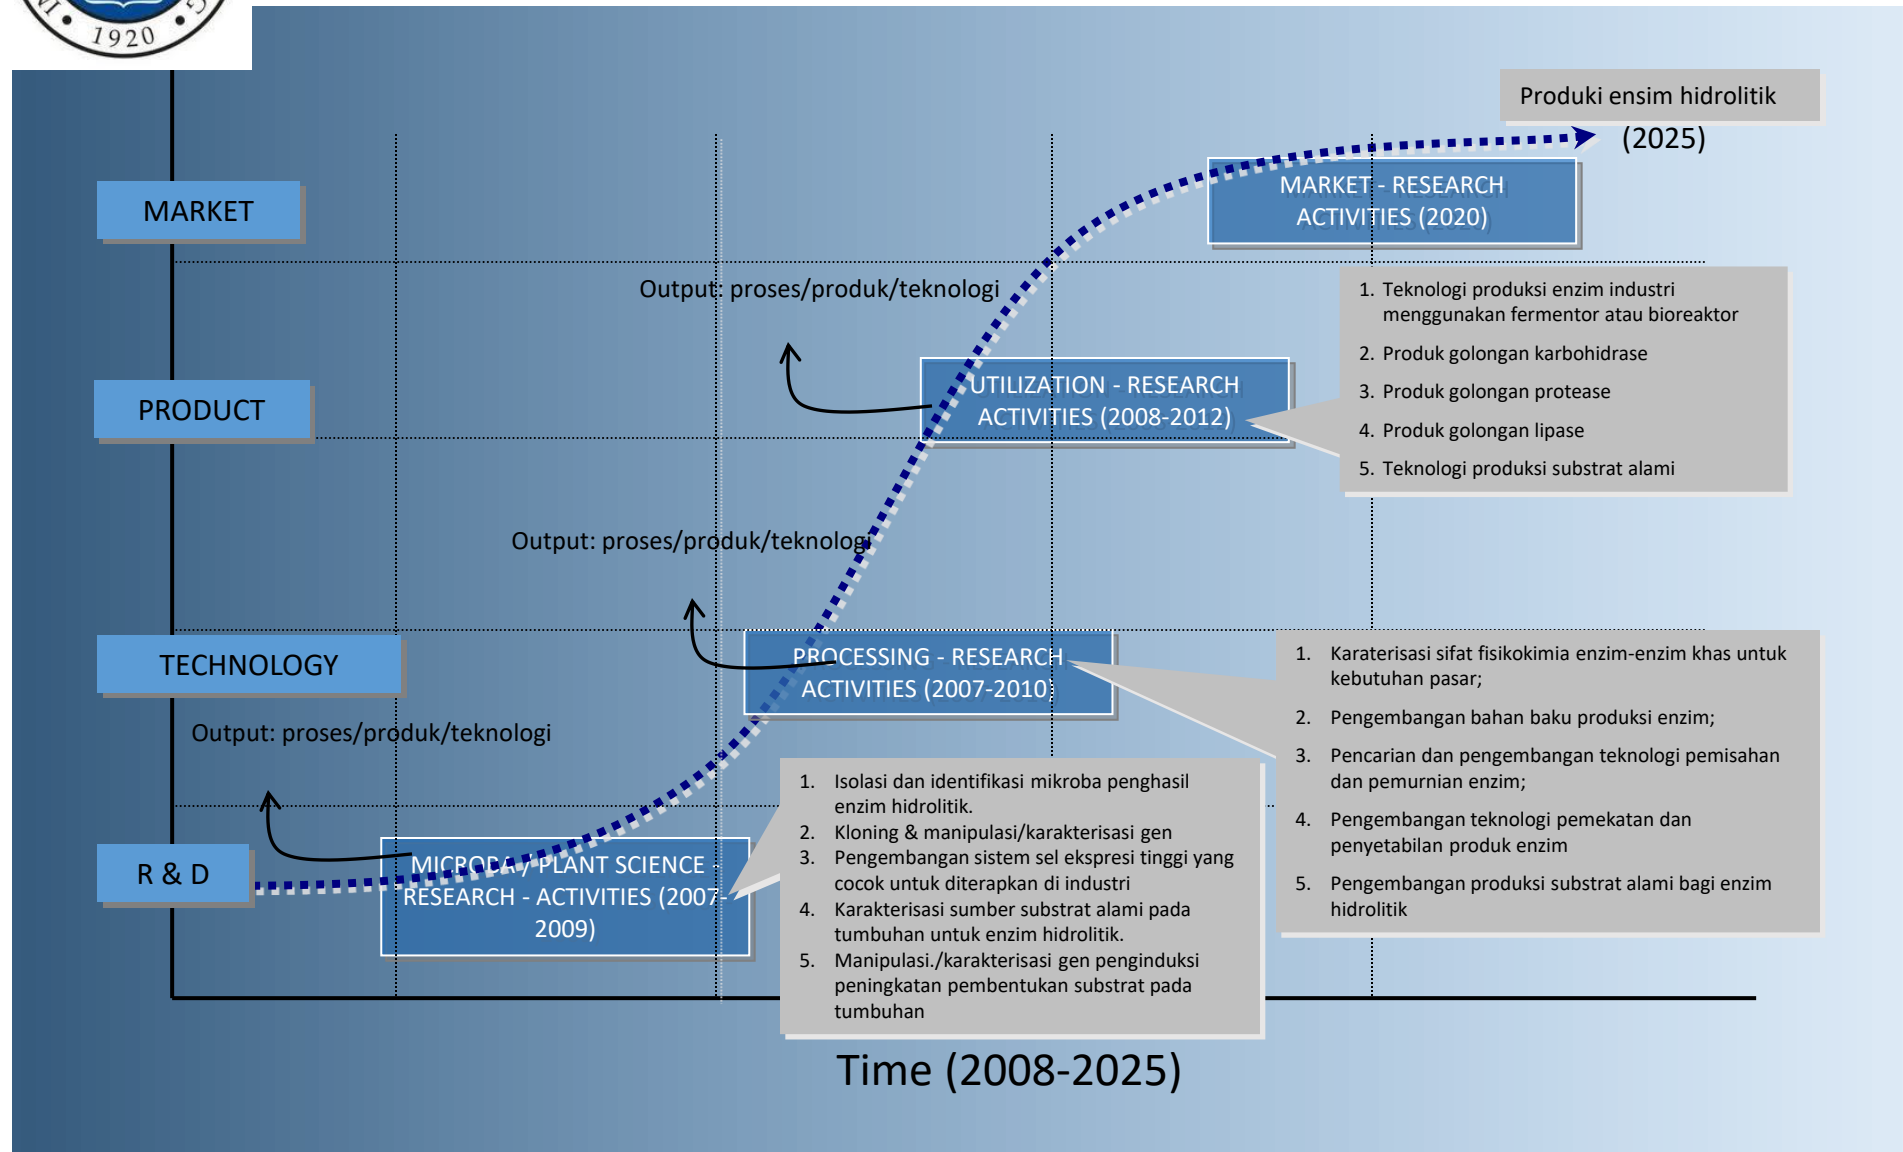 1920
Produki ensim hidrolitik
(2025)
MARKET
MARKET - RESEARCH
ACTIVITIES (2020)
Output: proses/produk/teknologi
1. Teknologi produksi enzim industri
menggunakan fermentor atau bioreaktor
2. Produk golongan karbohidrase
3. Produk golongan protease
4. Produk golongan lipase
5. Teknologi produksi substrat alami
PRODUCT
UTILIZATION - RESEARCH
ACTIVITIES (2008-2012)
Output: proses/produk/teknologi
TECHNOLOGY
PROCESSING - RESEARCH
ACTIVITIES (2007-2010)
1. Karaterisasi sifat fisikokimia enzim-enzim khas untuk
kebutuhan pasar;
2. Pengembangan bahan baku produksi enzim;
3. Pencarian dan pengembangan teknologi pemisahan
dan pemurnian enzim;
4. Pengembangan teknologi pemekatan dan
penyetabilan produk enzim
5. Pengembangan produksi substrat alami bagi enzim
hidrolitik
Output: proses/produk/teknologi
R & D
MICROBA / PLANT SCIENCE -
RESEARCH - ACTIVITIES (2007-
2009)
1. Isolasi dan identifikasi mikroba penghasil
enzim hidrolitik.
2. Kloning & manipulasi/karakterisasi gen
3. Pengembangan sistem sel ekspresi tinggi yang
cocok untuk diterapkan di industri
4. Karakterisasi sumber substrat alami pada
tumbuhan untuk enzim hidrolitik.
5. Manipulasi./karakterisasi gen penginduksi
peningkatan pembentukan substrat pada
tumbuhan
Time (2008-2025)